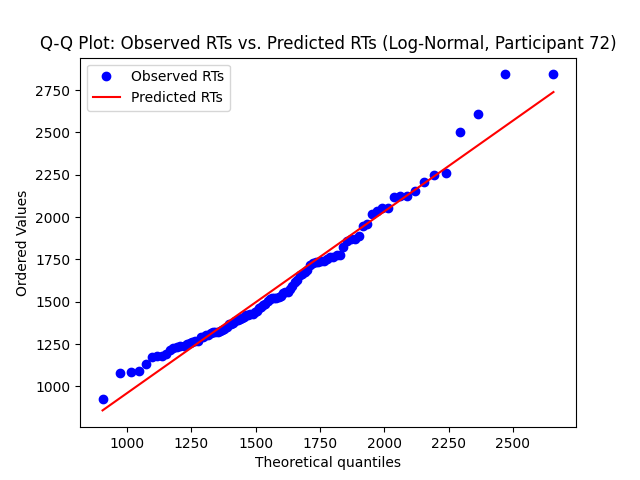 Q-Q Plot: Observed RTs vs. Predicted RTs (Log-Normal, Participant 72)
Observed RTs
Predicted RTs
Ordered Values
2750
2500
2250
2000
1750
1500
1250
1000
1000 1250 1500 1750 2000 2250 2500
Theoretical quantiles